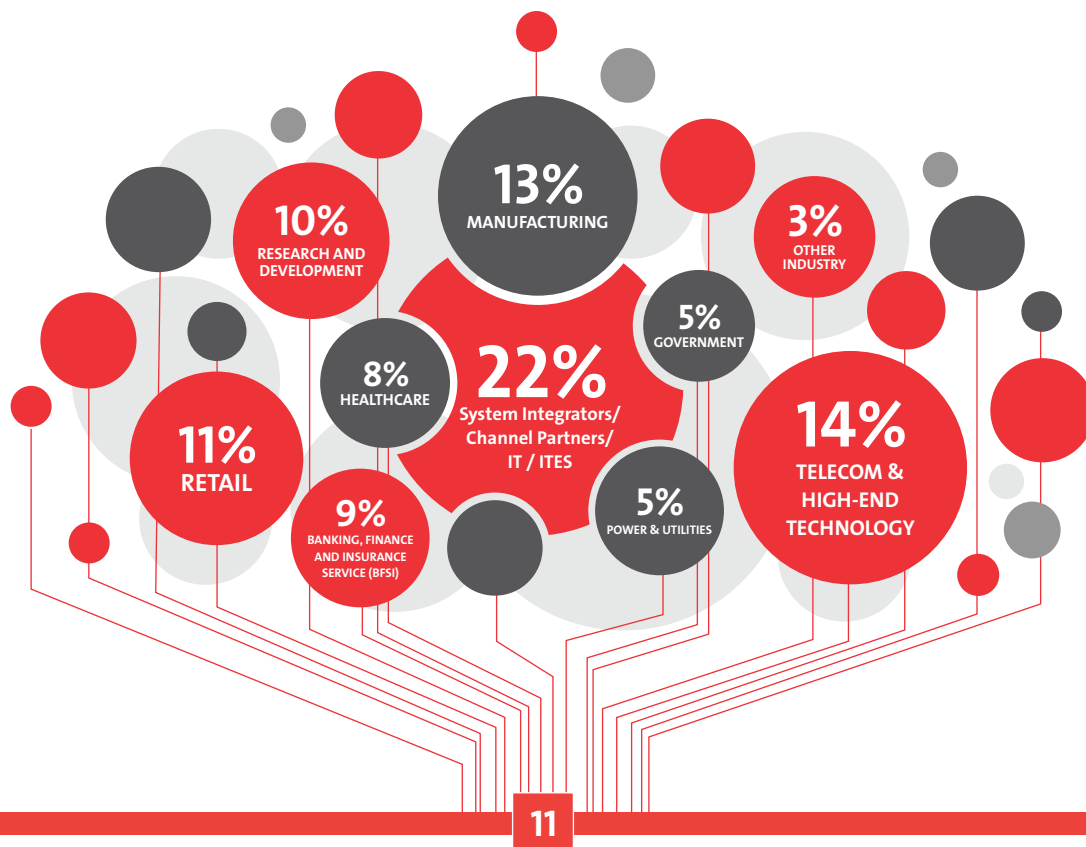 13%
MANUFACTURING
10%
RESEARCH AND
DEVELOPMENT
3%
OTHER
INDUSTRY
5%
GOVERNMENT
22%
System Integrators/
Channel Partners/
IT / ITES
8%
HEALTHCARE
14%
TELECOM &
HIGH-END
TECHNOLOGY
11%
RETAIL
9%
BANKING, FINANCE
AND INSURANCE
SERVICE (BFSI)
5%
POWER & UTILITIES
11